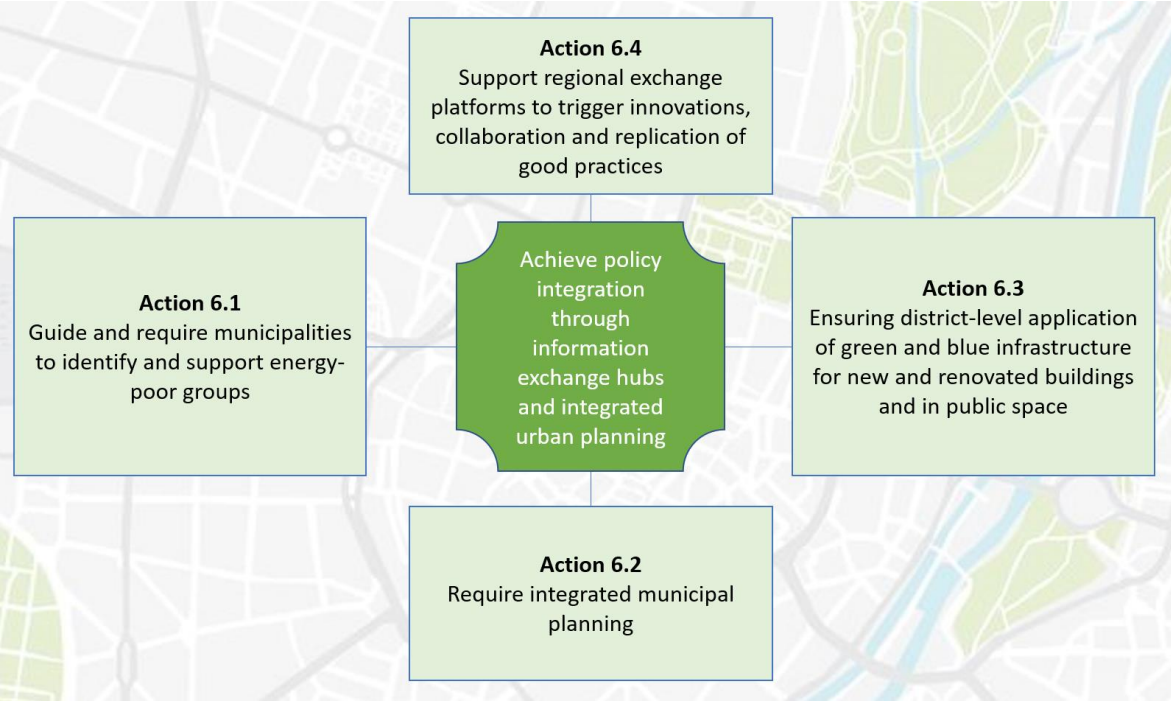 Action 6.4
Support regional exchange
platforms to trigger innovations,
collaboration and replication of
good practices
Action 6.1
Guide and require municipalities
to identify and support energy-
poor groups
Achieve policy
integration
through
information
exchange hubs
and integrated
urban planning
Action 6.3
Ensuring district-level application
of green and blue infrastructure
for new and renovated buildings
and in public space
Action 6.2
Require integrated municipal
planning